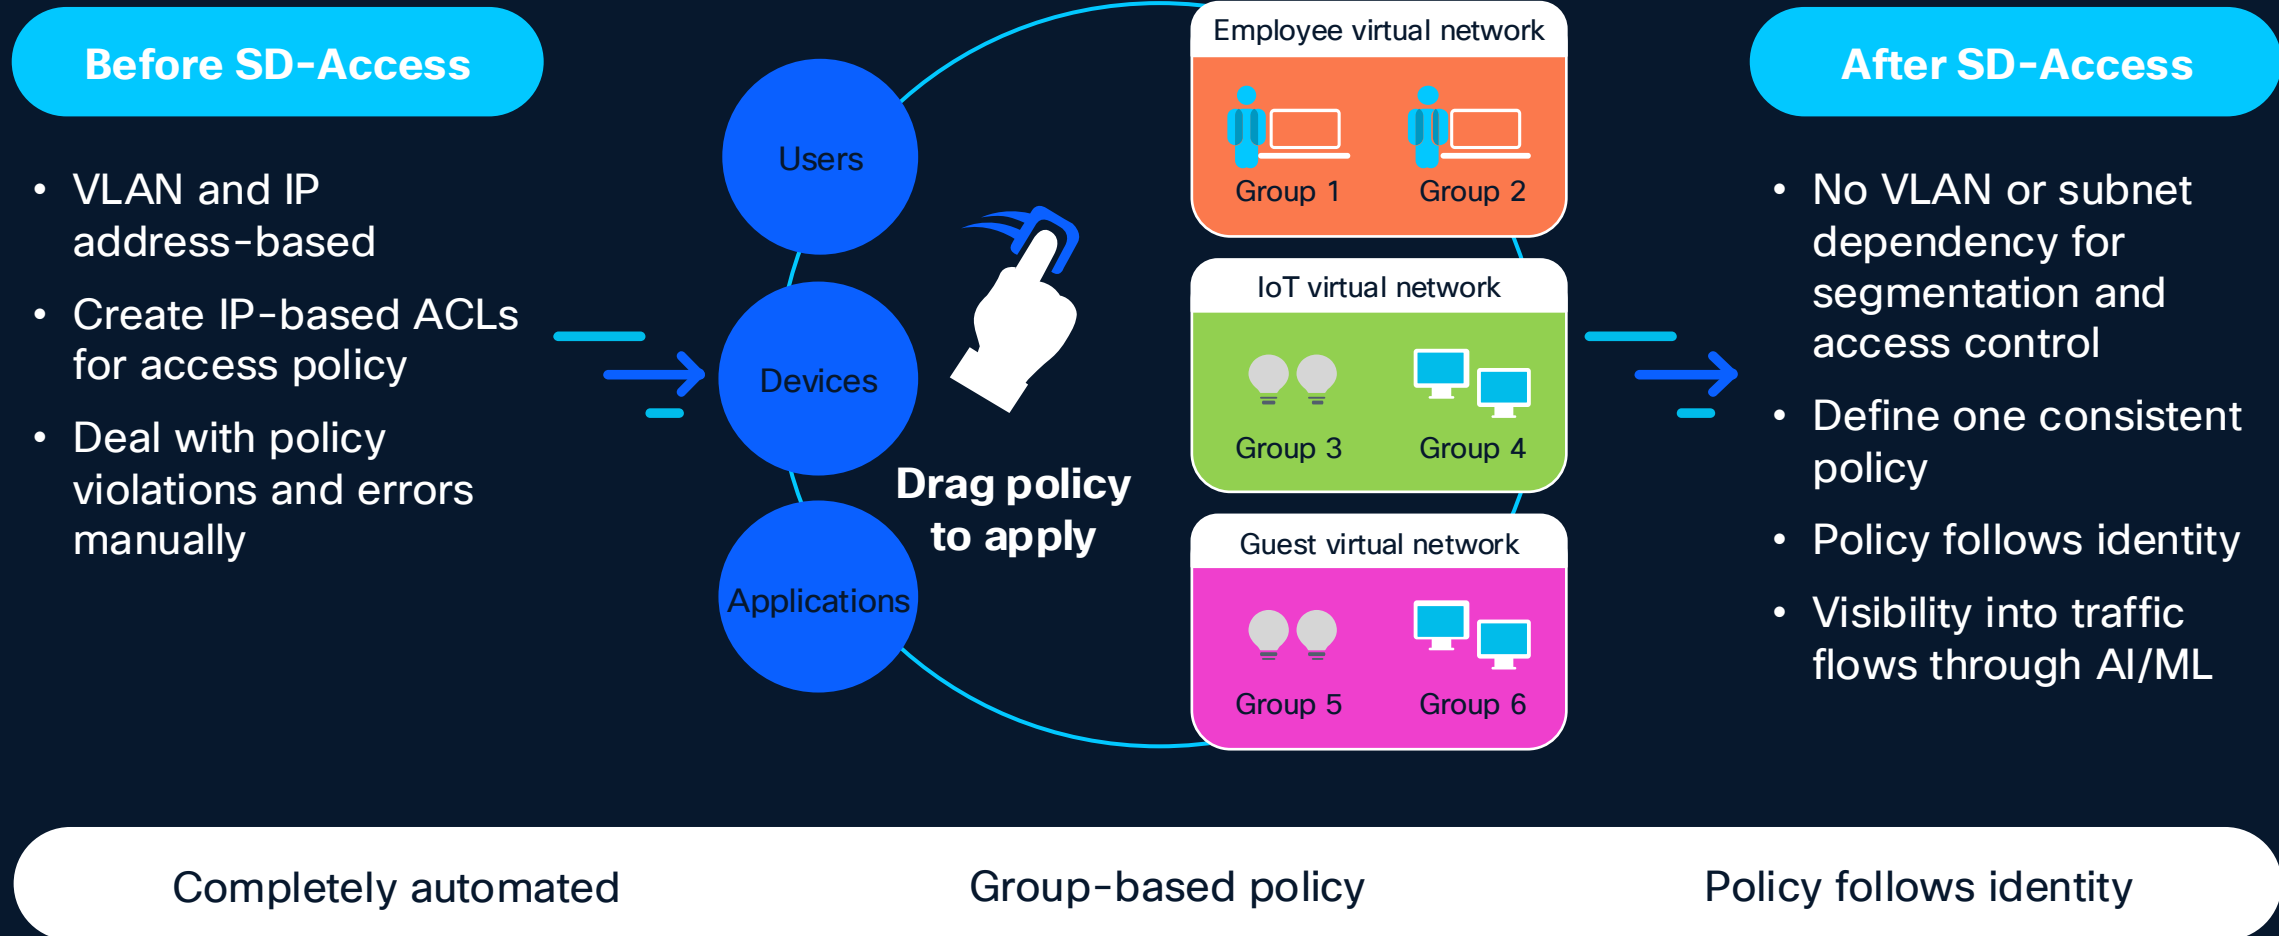 Before SD-Access
• VLAN and IP
address-based
• Create IP-based ACLs
for access policy
• Deal with policy
violations and errors
manually
Users
Devices
Applications
Drag policy
to apply
Employee virtual network
Group 1 Group 2
IoT virtual network
Group 3 Group 4
Guest virtual network
Group 5 Group 6
After SD-Access
• No VLAN or subnet
dependency for
segmentation and
access control
• Define one consistent
policy
• Policy follows identity
• Visibility into traffic
flows through AI/ML
Completely automated Group-based policy Policy follows identity